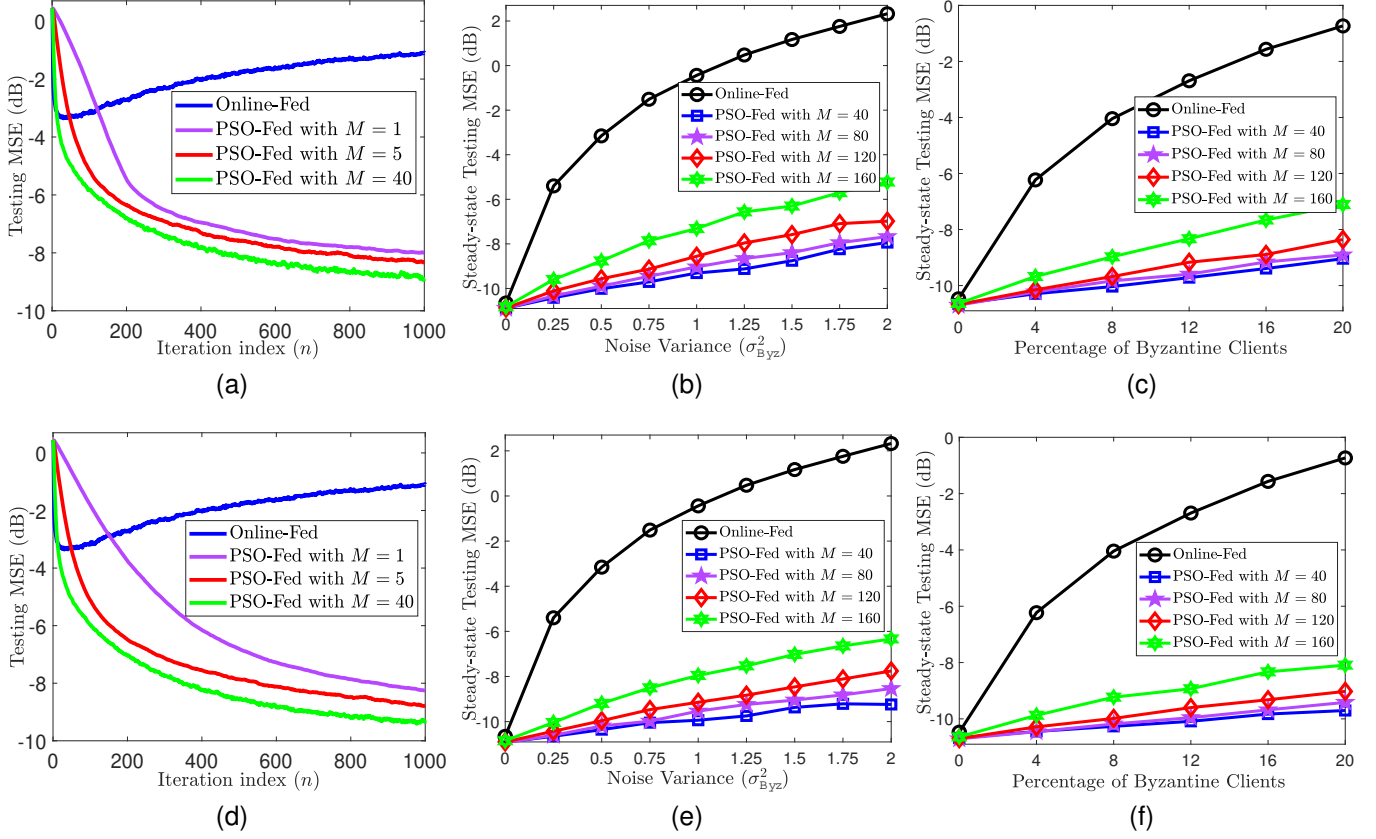 0
-2
-4
-6
-8
-10
Testing MSE (dB)
0 200 400 600 800 1000
Iteration index (n)
Online-Fed
PSO-Fed with M = 1
PSO-Fed with M = 5
PSO-Fed with M = 40
(a)
2
0
-2
-4
-6
-8
-10
Steady-state Testing MSE (dB)
0 0.25 0.5 0.75 1 1.25 1.5 1.75 2
Noise Variance (σ²Byz)
Online-Fed
PSO-Fed with M = 40
PSO-Fed with M = 80
PSO-Fed with M = 120
PSO-Fed with M = 160
(b)
0
-2
-4
-6
-8
-10
Steady-state Testing MSE (dB)
0 4 8 12 16 20
Percentage of Byzantine Clients
Online-Fed
PSO-Fed with M = 40
PSO-Fed with M = 80
PSO-Fed with M = 120
PSO-Fed with M = 160
(c)
0
-2
-4
-6
-8
-10
Testing MSE (dB)
0 200 400 600 800 1000
Iteration index (n)
Online-Fed
PSO-Fed with M = 1
PSO-Fed with M = 5
PSO-Fed with M = 40
(d)
2
0
-2
-4
-6
-8
-10
Steady-state Testing MSE (dB)
0 0.25 0.5 0.75 1 1.25 1.5 1.75 2
Noise Variance (σ²Byz)
Online-Fed
PSO-Fed with M = 40
PSO-Fed with M = 80
PSO-Fed with M = 120
PSO-Fed with M = 160
(e)
0
-2
-4
-6
-8
-10
Steady-state Testing MSE (dB)
0 4 8 12 16 20
Percentage of Byzantine Clients
Online-Fed
PSO-Fed with M = 40
PSO-Fed with M = 80
PSO-Fed with M = 120
PSO-Fed with M = 160
(f)